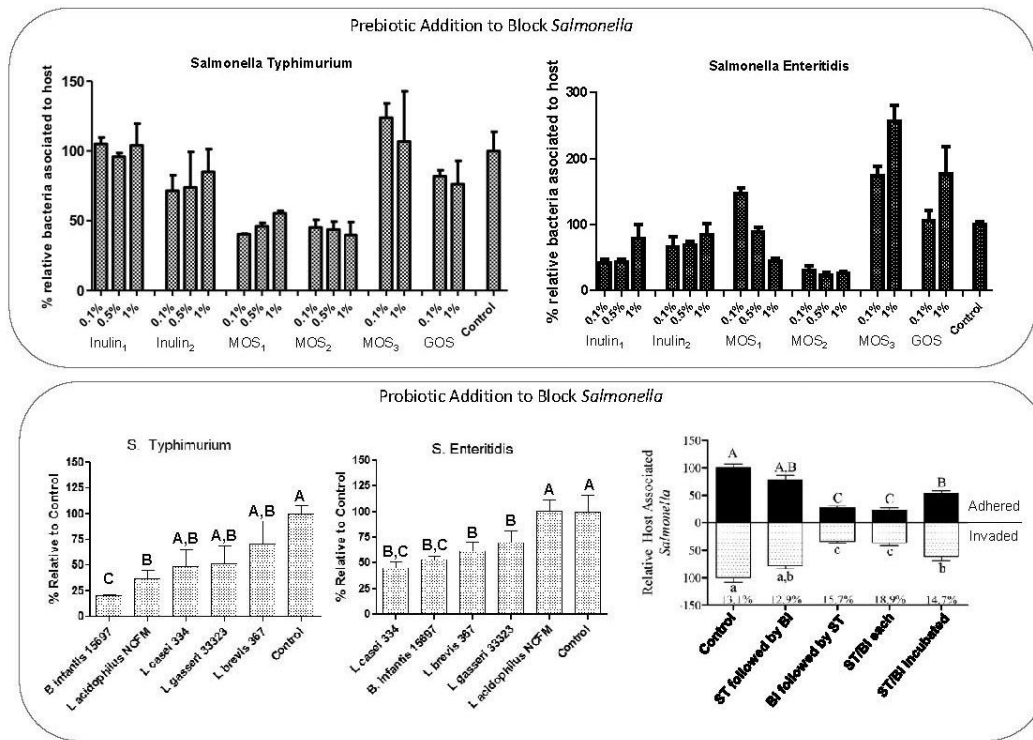 Prebiotic Addition to Block Salmonella
Salmonella Typhimurium
% relative bacteria asociated to host
150
100
50
0
0.1% 0.5% 1% 0.1% 0.5% 1% 0.1% 0.5% 1% 0.1% 0.5% 1% 0.1% 1% 0.1% 1% Control
Inulin₁ Inulin₂ MOS₁ MOS₂ MOS₃ GOS
Salmonella Enteritidis
% relative bacteria asociated to host
300
200
100
0
0.1% 0.5% 1% 0.1% 0.5% 1% 0.1% 0.5% 1% 0.1% 0.5% 1% 0.1% 1% 0.1% 1% Control
Inulin₁ Inulin₂ MOS₁ MOS₂ MOS₃ GOS
Probiotic Addition to Block Salmonella
S. Typhimurium
% Relative to Control
150
125
100
75
50
25
0
C B A,B A,B A,B A
B infantis 15697
L acidophilus NCFM
L casei 334
L gasseri 33323
L brevis 367
Control
S. Enteritidis
% Relative to Control
150
125
100
75
50
25
0
B,C B,C B B A A
L casei 334
B. Infantis 15697
L brevis 367
L gasseri 33323
L acidophilus NCFM
Control
Relative Host Associated
Salmonella
150
100
50
0
50
100
-150
A A,B C C B
Adhered
Invaded
a a,b c c b
13.1% 12.9% 15.7% 18.9% 14.7%
Control
ST followed by BI
BI followed by ST
ST/BI each
ST/BI Incubated